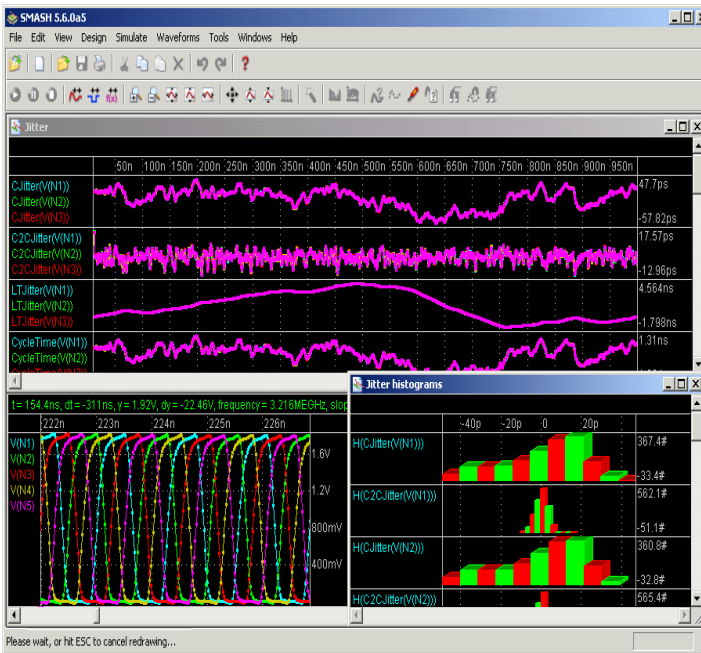 SMASH 5.6.0a5
File Edit View Design Simulate Waveforms Tools Windows Help
Jitter
50n 100n 150n 200n 250n 300n 350n 400n 450n 500n 550n 600n 650n 700n 750n 800n 850n 900n 950n
CJitter(V(N1)) 47.7ps
CJitter(V(N2))
CJitter(V(N3)) -57.82ps
C2CJitter(V(N1)) 17.57ps
C2CJitter(V(N2))
C2CJitter(V(N3)) -12.96ps
LTJitter(V(N1)) 4.564ns
LTJitter(V(N2))
LTJitter(V(N3)) -1.798ns
CycleTime(V(N1)) 1.31ns
CycleTime(V(N2))
t= 154.4ns, dt= -311ns, y= 1.92V, dy= -22.46V, frequency= 3.216MEGHz, slop
222n 223n 224n 225n 226n
V(N1)
V(N2) 1.6V
V(N3)
V(N4) 1.2V
V(N5)
800mV
400mV
Jitter histograms
-40p -20p 0 20p
H(CJitter(V(N1))) 367.4#
-33.4#
H(C2CJitter(V(N1))) 562.1#
-51.1#
H(CJitter(V(N2))) 360.8#
-32.8#
H(C2CJitter(V(N2))) 565.4#
Please wait, or hit ESC to cancel redrawing...